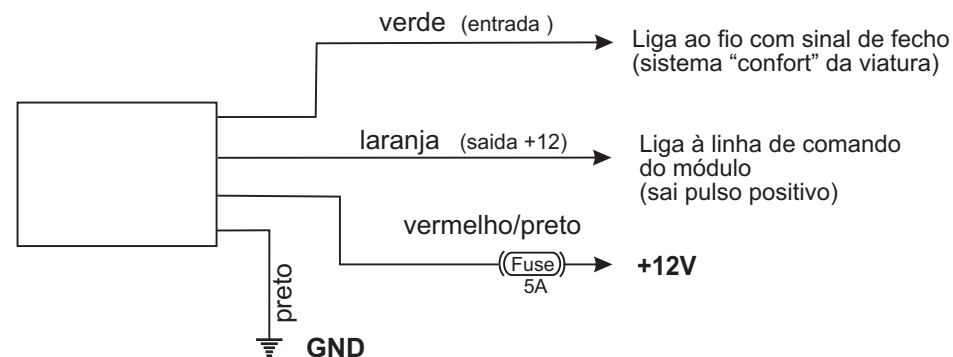 verde (entrada )
Liga ao fio com sinal de fecho
(sistema “confort” da viatura)
laranja (saida +12)
Liga à linha de comando
do módulo
(sai pulso positivo)
vermelho/preto
Fuse
5A
+12V
preto
GND